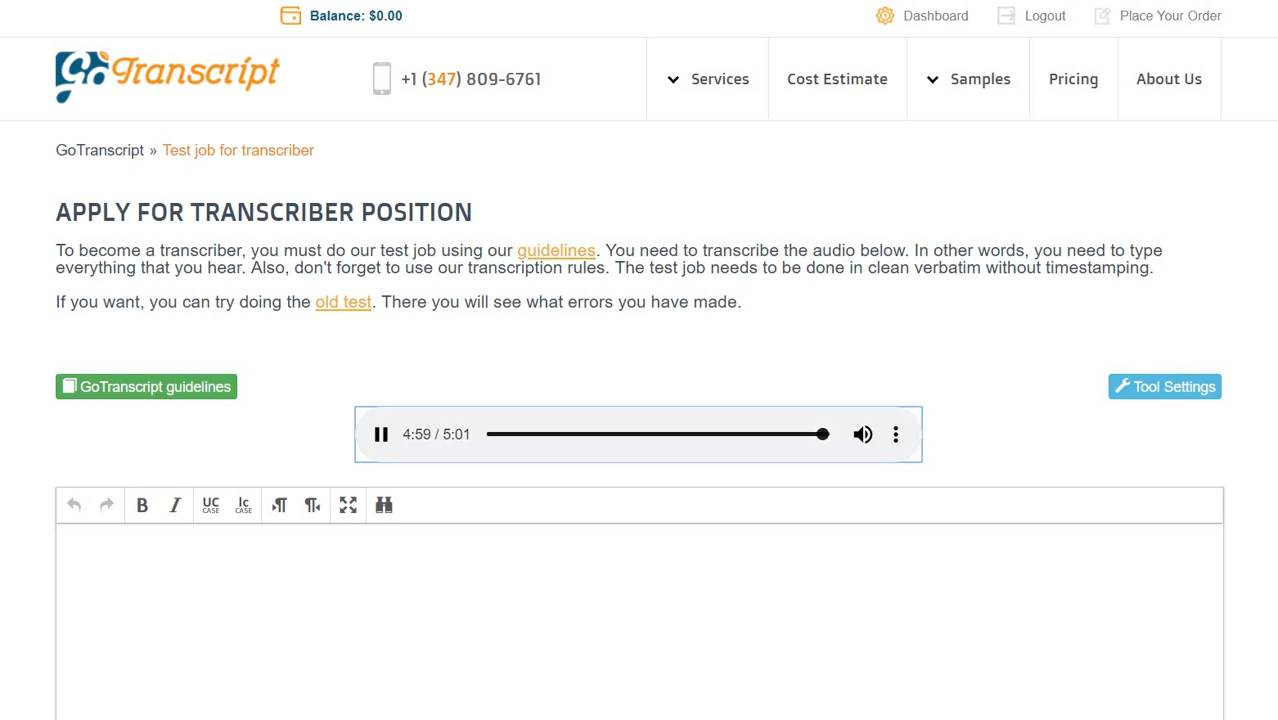 Balance: $0.00
Dashboard
Logout
Place Your Order
GoTranscript
+1 (347) 809-6761
Services
Cost Estimate
Samples
Pricing
About Us
GoTranscript » Test job for transcriber
APPLY FOR TRANSCRIBER POSITION
To become a transcriber, you must do our test job using our guidelines. You need to transcribe the audio below. In other words, you need to type
everything that you hear. Also, don't forget to use our transcription rules. The test job needs to be done in clean verbatim without timestamping.
If you want, you can try doing the old test. There you will see what errors you have made.
GoTranscript guidelines
Tool Settings
4:59 / 5:01
B I UC CASE lc CASE